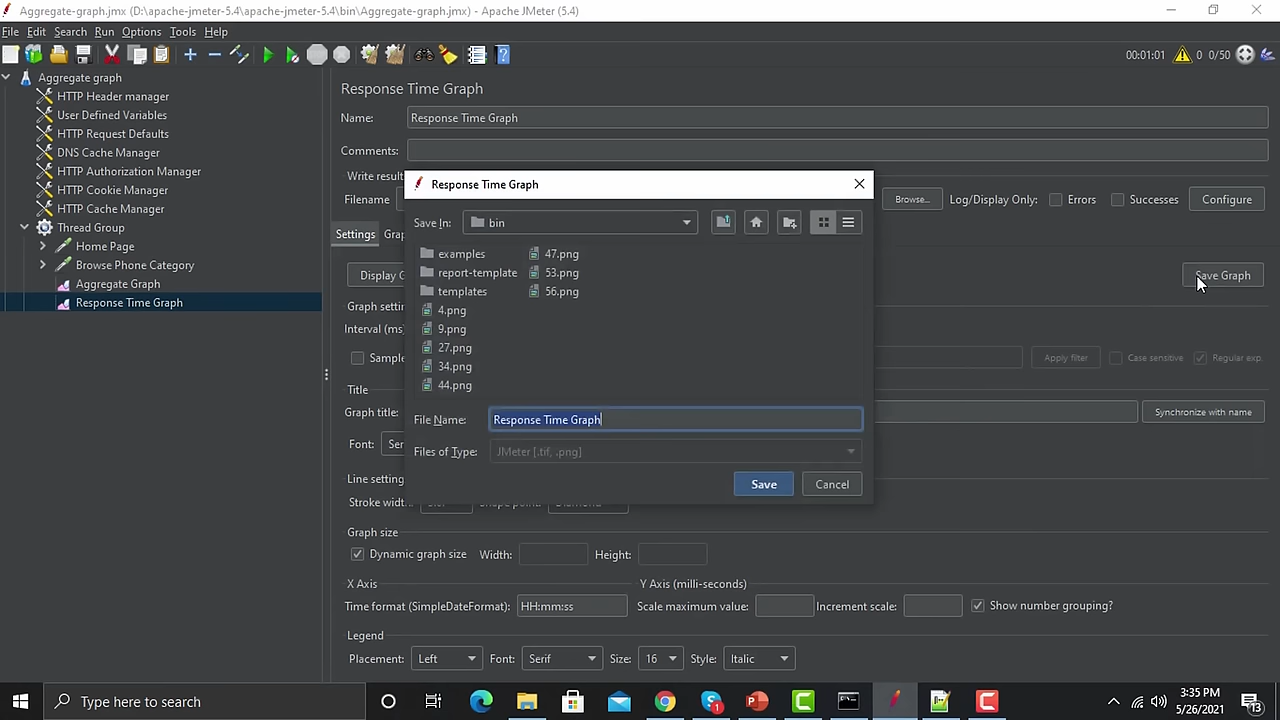 Aggregate-graph.jmx (D:\apache-jmeter-5.4\apache-jmeter-5.4\bin\Aggregate-graph.jmx) - Apache JMeter (5.4)
File Edit Search Run Options Tools Help
00:01:01 0 0/50
Aggregate graph
HTTP Header manager
User Defined Variables
HTTP Request Defaults
DNS Cache Manager
HTTP Authorization Manager
HTTP Cookie Manager
HTTP Cache Manager
Thread Group
Home Page
Browse Phone Category
Aggregate Graph
Response Time Graph
Response Time Graph
Name: Response Time Graph
Comments:
Write resul
Filename Browse... Log/Display Only: Errors Successes Configure
Settings Gra
Display G Save Graph
Graph settin
Interval (ms)
Sample Apply filter Case sensitive Regular exp.
Title
Graph title: Synchronize with name
Font: Ser
Line setting
Stroke width:
Graph size
Dynamic graph size Width: Height:
X Axis Y Axis (milli-seconds)
Time format (SimpleDateFormat): HH:mm:ss Scale maximum value: Increment scale: Show number grouping?
Legend
Placement: Left Font: Serif Size: 16 Style: Italic
Response Time Graph
Save In: bin
examples 47.png
report-template 53.png
templates 56.png
4.png
9.png
27.png
34.png
44.png
File Name: Response Time Graph
Files of Type: JMeter [.tif, .png]
Save Cancel
Type here to search
3:35 PM
5/26/2021
13